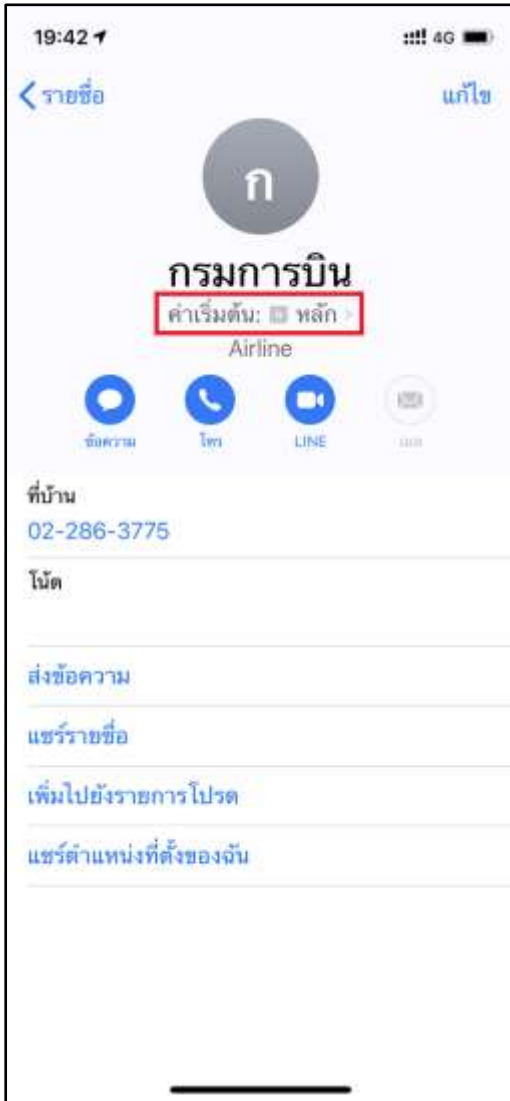 19:42
4G
รายชื่อ
แก้ไข
ก
กรมการบิน
ค่าเริ่มต้น: หลัก
Airline
ข้อความ
โทร
LINE
เมล
ที่บ้าน
02-286-3775
โน้ต
ส่งข้อความ
แชร์รายชื่อ
เพิ่มไปยังรายการโปรด
แชร์ตำแหน่งที่ตั้งของฉัน